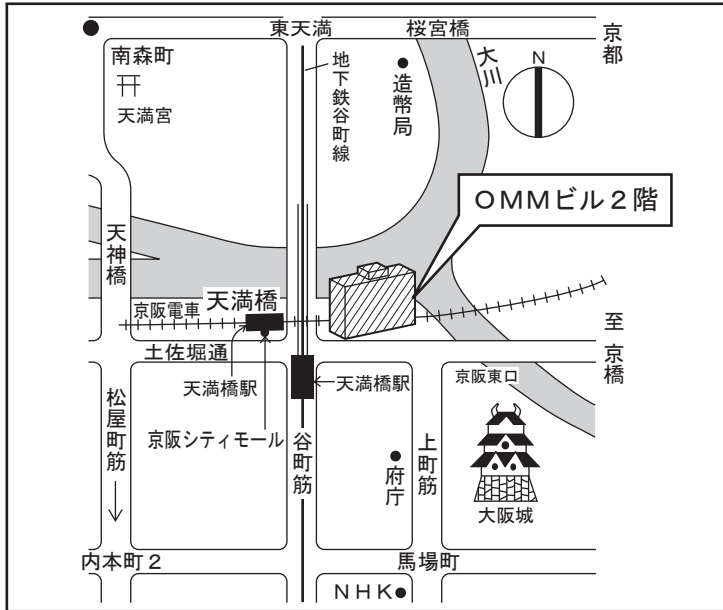 東天満
桜宮橋
京都
南森町
天満宮
地下鉄谷町線
造幣局
大川
N
OMMビル2階
天神橋
京阪電車
天満橋
至京橋
土佐堀通
天満橋駅
天満橋駅
京阪東口
松屋町筋
京阪シティモール
谷町筋
府庁
上町筋
大阪城
内本町2
馬場町
NHK